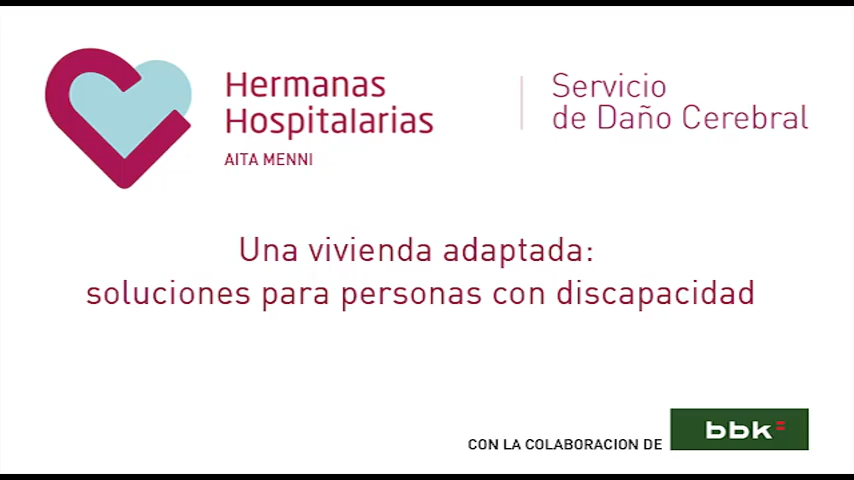 Hermanas
Hospitalarias
AITA MENNI
Servicio
de Daño Cerebral
Una vivienda adaptada:
soluciones para personas con discapacidad
CON LA COLABORACION DE
bbk